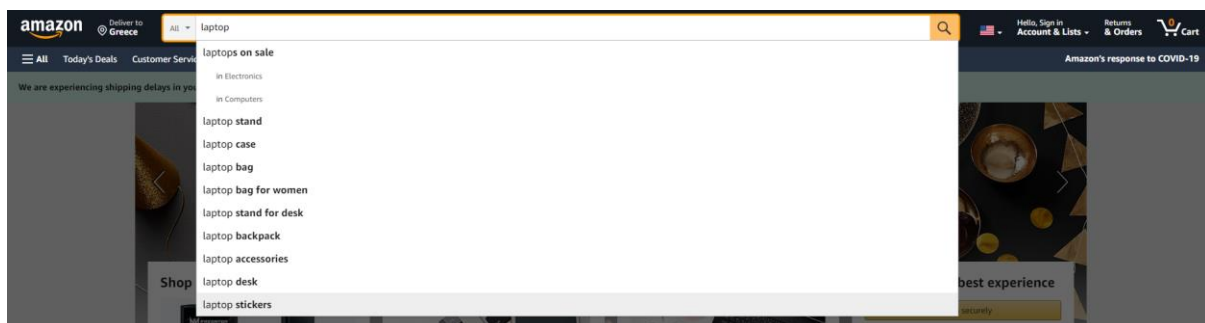 amazon
Deliver to
Greece
All
laptop
Hello, Sign in
Account & Lists
Returns
& Orders
0
Cart
All
Today's Deals
Customer Servic
Amazon's response to COVID-19
We are experiencing shipping delays in you
laptops on sale
in Electronics
in Computers
laptop stand
laptop case
laptop bag
laptop bag for women
laptop stand for desk
laptop backpack
laptop accessories
laptop desk
laptop stickers
Shop
best experience
securely